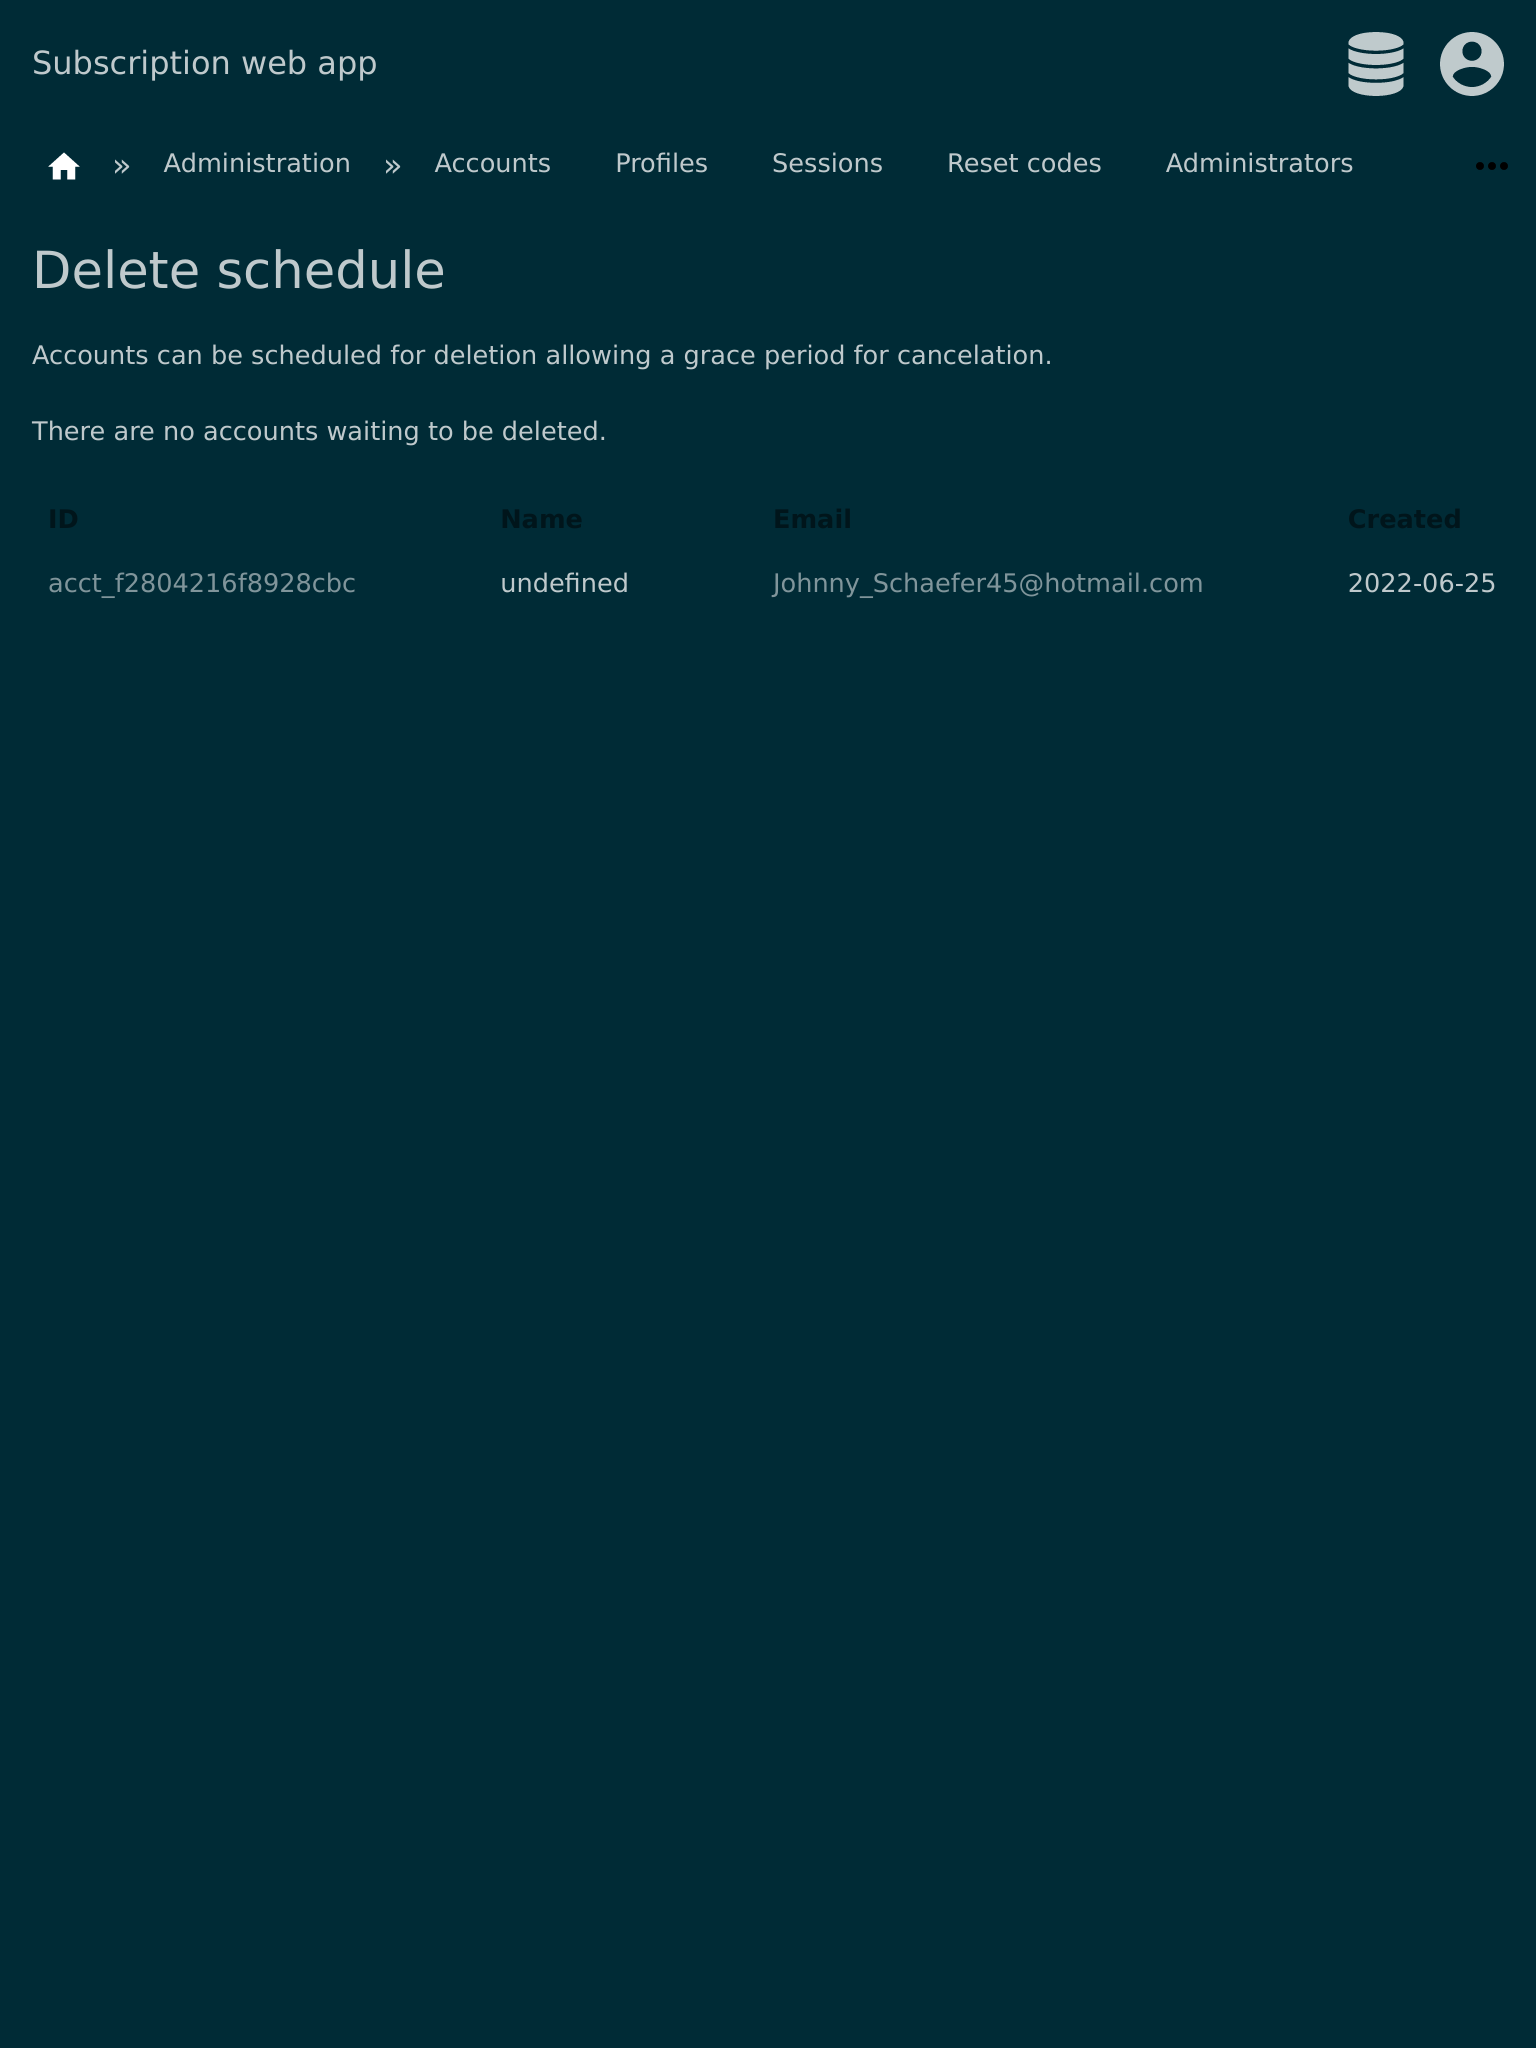 Subscription web app
» Administration » Accounts Profiles Sessions Reset codes Administrators
Delete schedule
Accounts can be scheduled for deletion allowing a grace period for cancelation.
There are no accounts waiting to be deleted.
ID Name Email Created
acct_f2804216f8928cbc undefined Johnny_Schaefer45@hotmail.com 2022-06-25